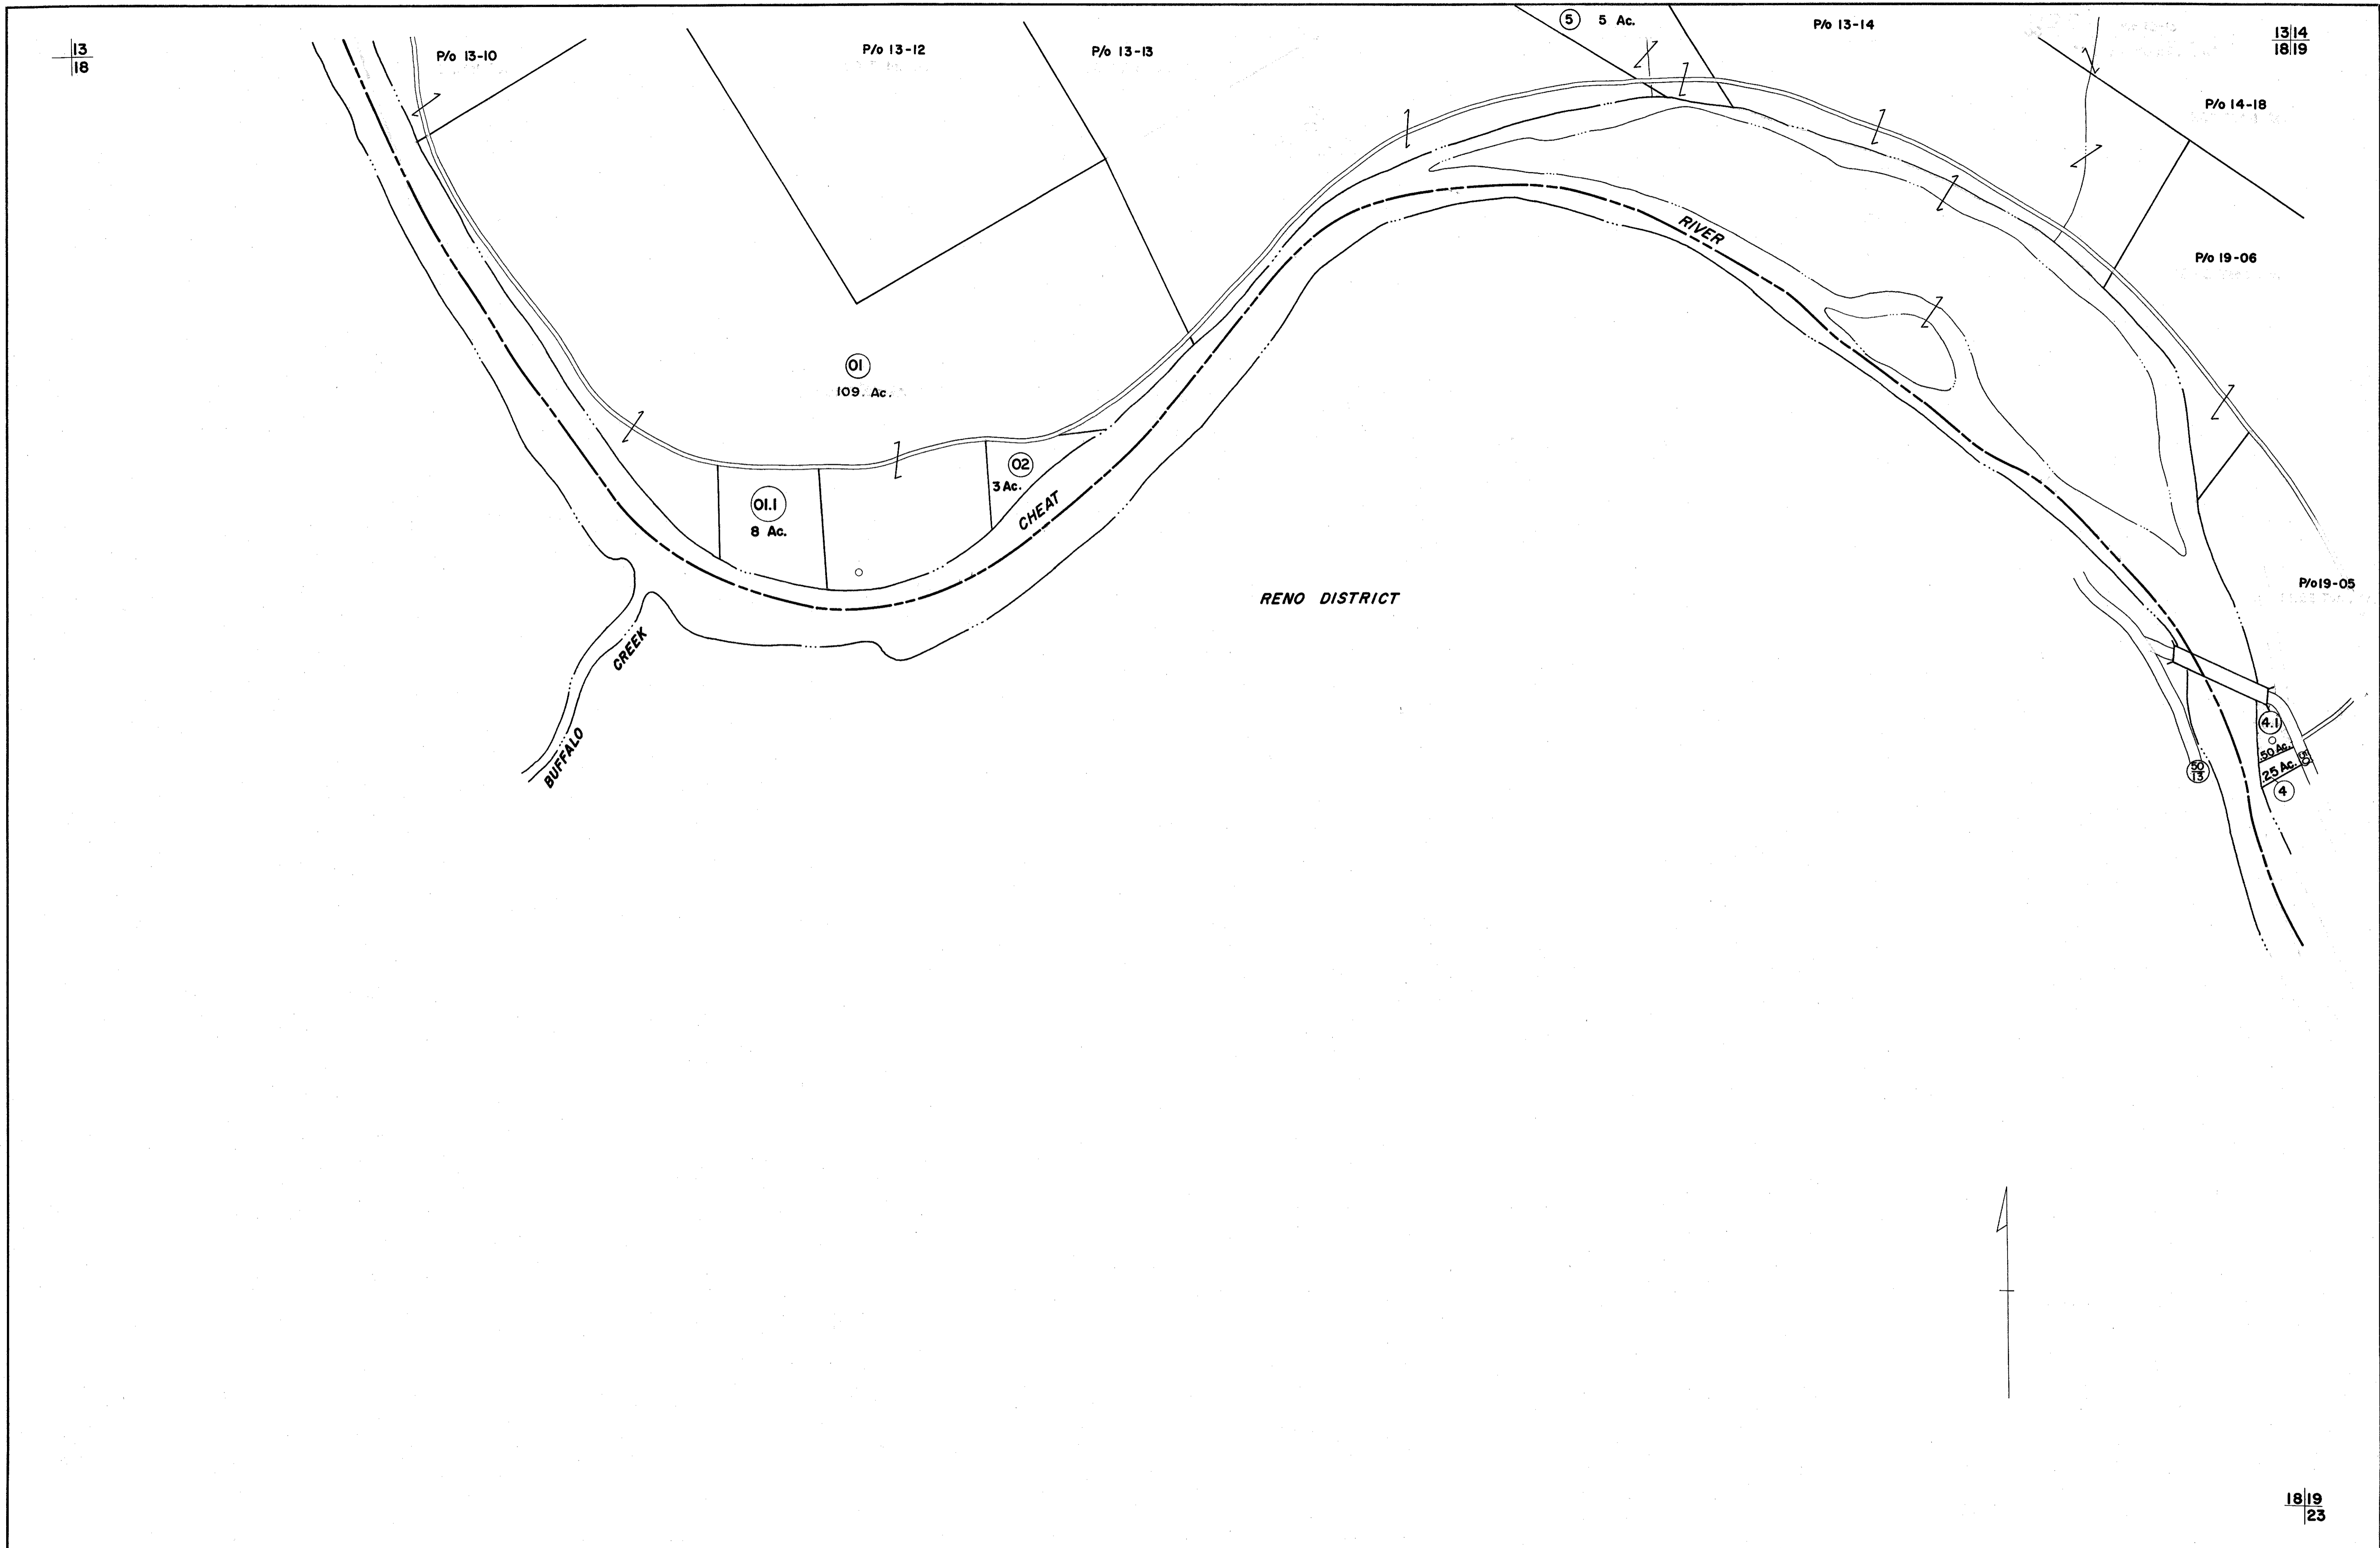 13
18
P/o 13-10
P/o 13-12
P/o 13-13
5 5 Ac.
P/o 13-14
13 14
18 19
P/o 14-18
RIVER
P/o 19-06
01
109. Ac.
02
3 Ac.
01.1
8 Ac.
CHEAT
RENO DISTRICT
P/o 19-05
CREEK
BUFFALO
4.1
.50 Ac.
.25 Ac.
50
13
4
18 19
23